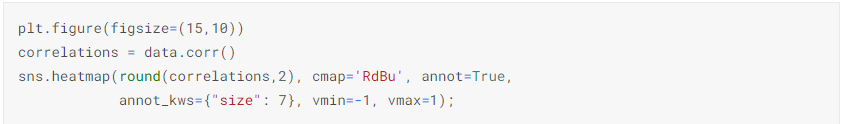 plt.figure(figsize=(15,10))
correlations = data.corr()
sns.heatmap(round(correlations,2), cmap='RdBu', annot=True,
            annot_kws={"size": 7}, vmin=-1, vmax=1);